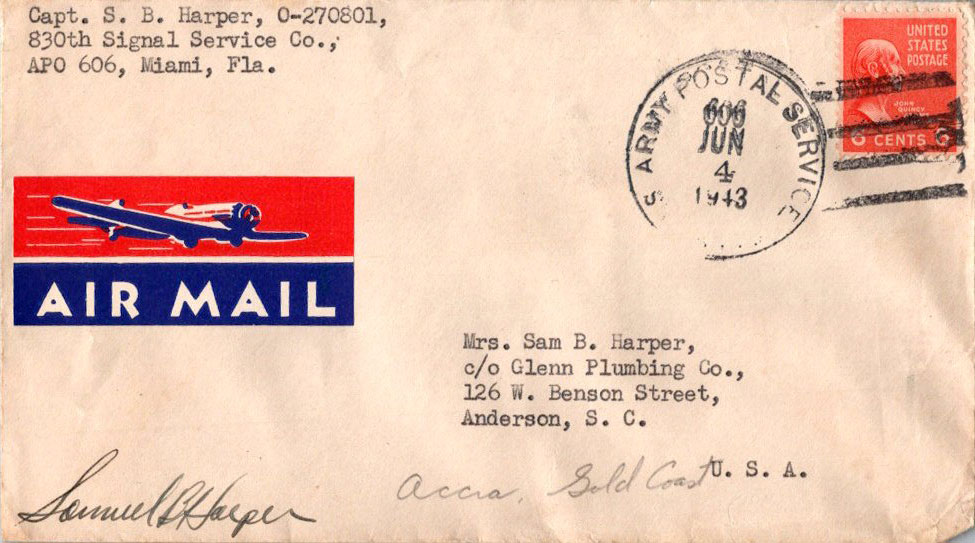 Capt. S. B. Harper, O-270801,
830th Signal Service Co.,
APO 606, Miami, Fla.
UNITED
STATES
POSTAGE
JOHN
QUINCY
6 CENTS 6
S. ARMY POSTAL SERVICE
606
JUN
4
1943
AIR MAIL
Mrs. Sam B. Harper,
c/o Glenn Plumbing Co.,
126 W. Benson Street,
Anderson, S. C.
U. S. A.
Accra, Gold Coast
Samuel B Harper